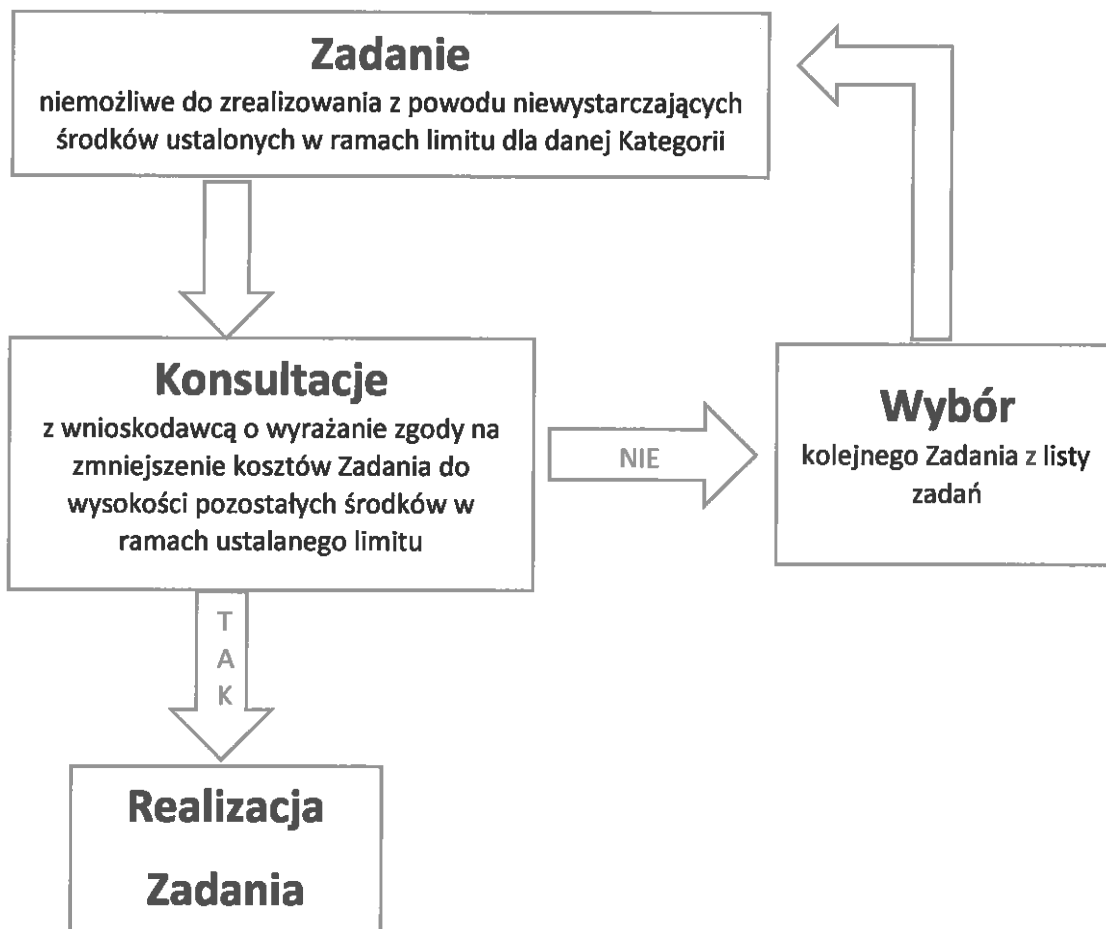 Zadanie
niemożliwe do zrealizowania z powodu niewystarczających
środków ustalonych w ramach limitu dla danej Kategorii
Konsultacje
z wnioskodawcą o wyrażanie zgody na
zmniejszenie kosztów Zadania do
wysokości pozostałych środków w
ramach ustalanego limitu
NIE
Wybór
kolejnego Zadania z listy
zadań
T
A
K
Realizacja
Zadania